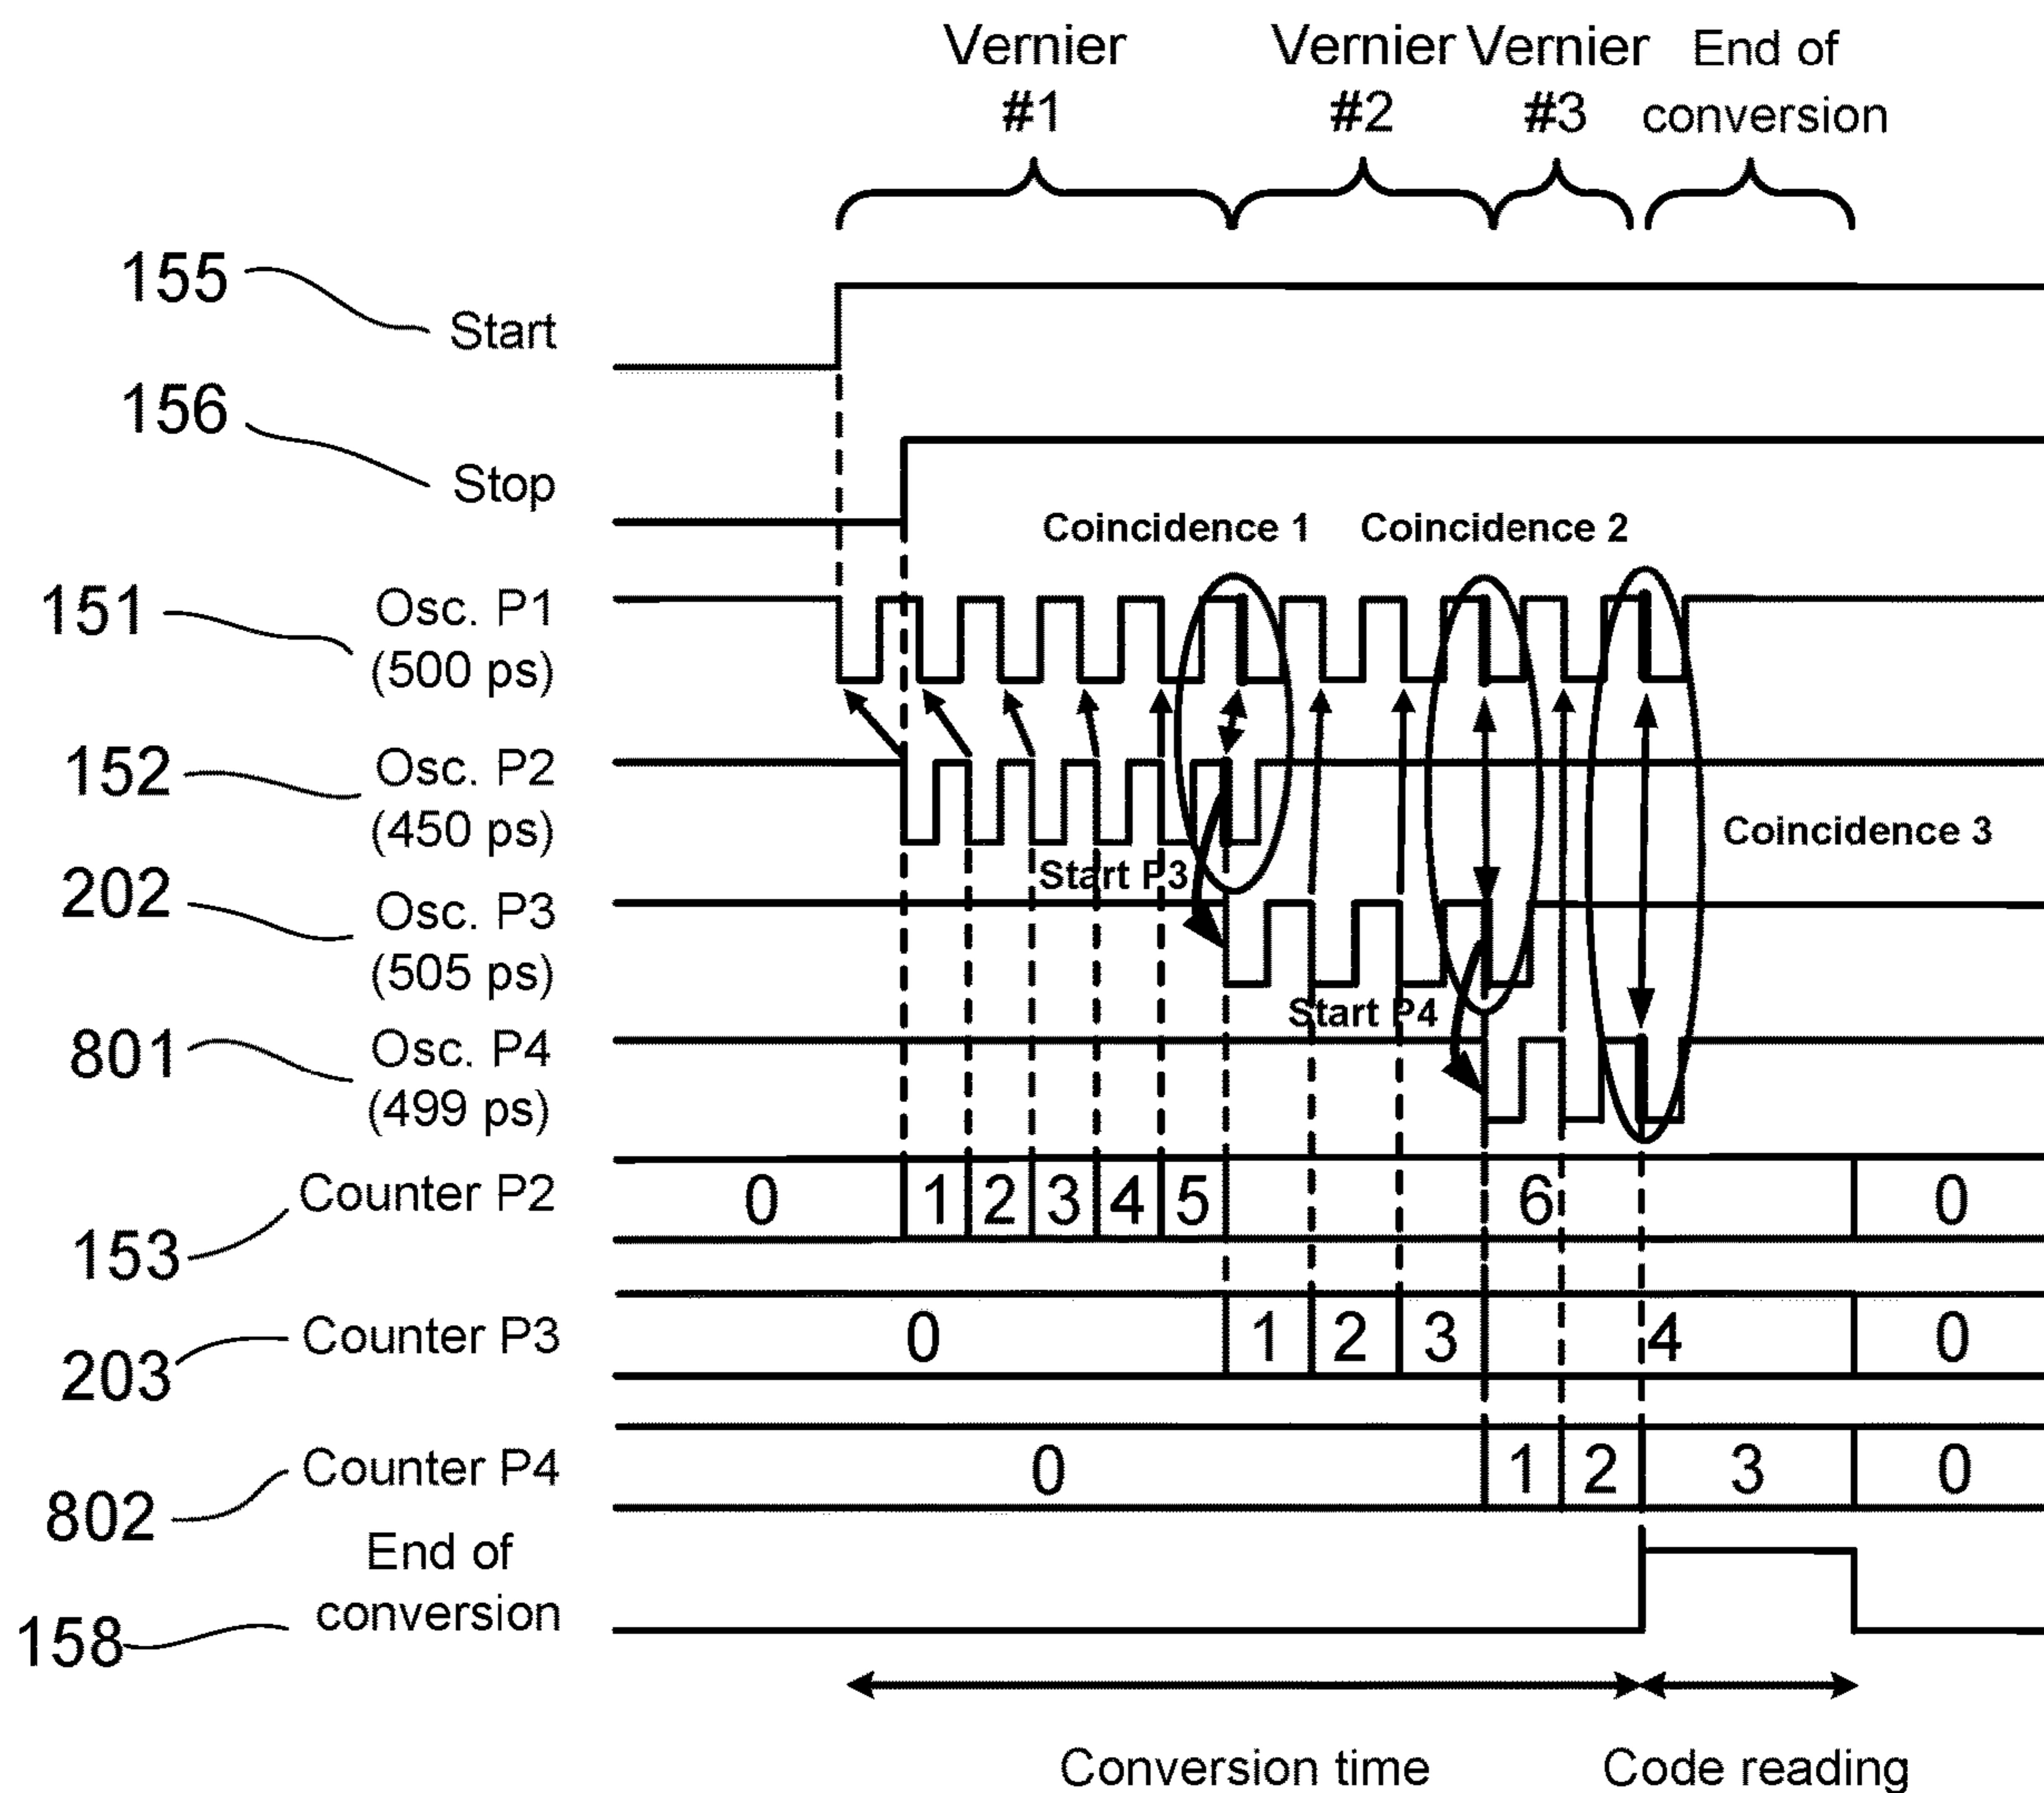 Vernier Vernier Vernier End of
#1 #2 #3 conversion
155 Start
156 Stop
Coincidence 1 Coincidence 2
151 Osc. P1
(500 ps)
152 Osc. P2
(450 ps)
Coincidence 3
Start P3
202 Osc. P3
(505 ps)
Start P4
801 Osc. P4
(499 ps)
153 Counter P2 0 1 2 3 4 5 6 0
203 Counter P3 0 1 2 3 4 0
802 Counter P4 0 1 2 3 0
158 End of
conversion
Conversion time Code reading